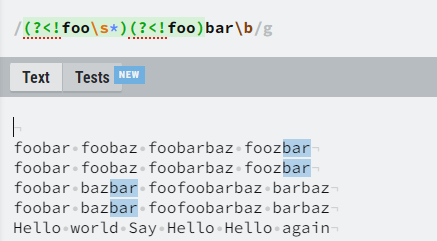 /(?<!foo\s*)(?<!foo)bar\b/g
Text Tests NEW
foobar foobaz foobarbaz foozbar
foobar foobaz foobarbaz foozbar
foobar bazbar foofoobarbaz barbaz
foobar bazbar foofoobarbaz barbaz
Hello world Say Hello Hello again